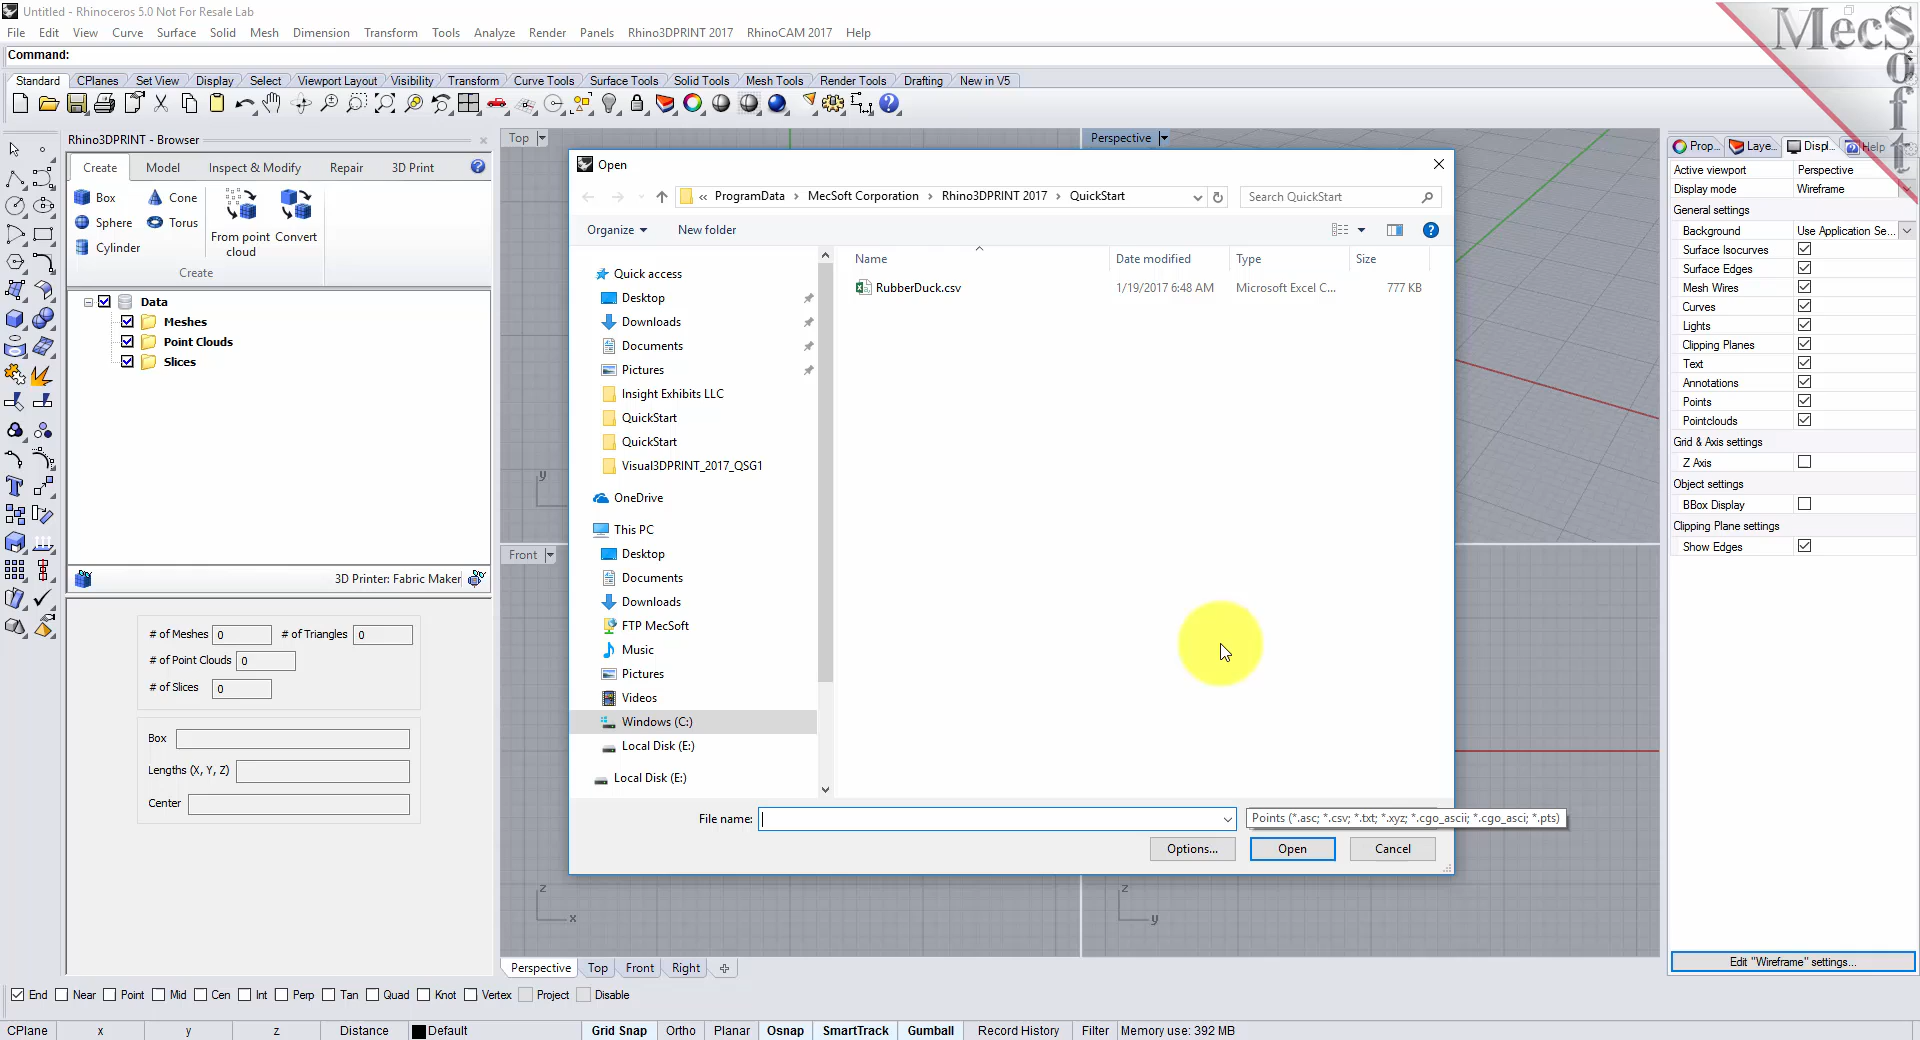 Untitled - Rhinoceros 5.0 Not For Resale Lab
File Edit View Curve Surface Solid Mesh Dimension Transform Tools Analyze Render Panels Rhino3DPRINT 2017 RhinoCAM 2017 Help
MecSoft
Command:
Standard CPlanes Set View Display Select Viewport Layout Visibility Transform Curve Tools Surface Tools Solid Tools Mesh Tools Render Tools Drafting New in V5
Rhino3DPRINT - Browser
Create Model Inspect & Modify Repair 3D Print
Box Cone
Sphere Torus
Cylinder
From point cloud
Convert
Create
Data
Meshes
Point Clouds
Slices
3D Printer: Fabric Maker
# of Meshes 0 # of Triangles 0
# of Point Clouds 0
# of Slices 0
Box
Lengths (X, Y, Z)
Center
Top
Perspective
Front
y
z
x
z
y
Open
« ProgramData › MecSoft Corporation › Rhino3DPRINT 2017 › QuickStart
Search QuickStart
Organize New folder
Quick access
Desktop
Downloads
Documents
Pictures
Insight Exhibits LLC
QuickStart
QuickStart
Visual3DPRINT_2017_QSG1
OneDrive
This PC
Desktop
Documents
Downloads
FTP MecSoft
Music
Pictures
Videos
Windows (C:)
Local Disk (E:)
Local Disk (E:)
Name Date modified Type Size
RubberDuck.csv 1/19/2017 6:48 AM Microsoft Excel C... 777 KB
File name:
Points (*.asc; *.csv; *.txt; *.xyz; *.cgo_ascii; *.cgo_asci; *.pts)
Options... Open Cancel
Prop... Laye... Displ... Help
Active viewport Perspective
Display mode Wireframe
General settings
Background Use Application Se...
Surface Isocurves
Surface Edges
Mesh Wires
Curves
Lights
Clipping Planes
Text
Annotations
Points
Pointclouds
Grid & Axis settings
Z Axis
Object settings
BBox Display
Clipping Plane settings
Show Edges
Edit "Wireframe" settings...
Perspective Top Front Right
End Near Point Mid Cen Int Perp Tan Quad Knot Vertex Project Disable
CPlane x y z Distance Default Grid Snap Ortho Planar Osnap SmartTrack Gumball Record History Filter Memory use: 392 MB